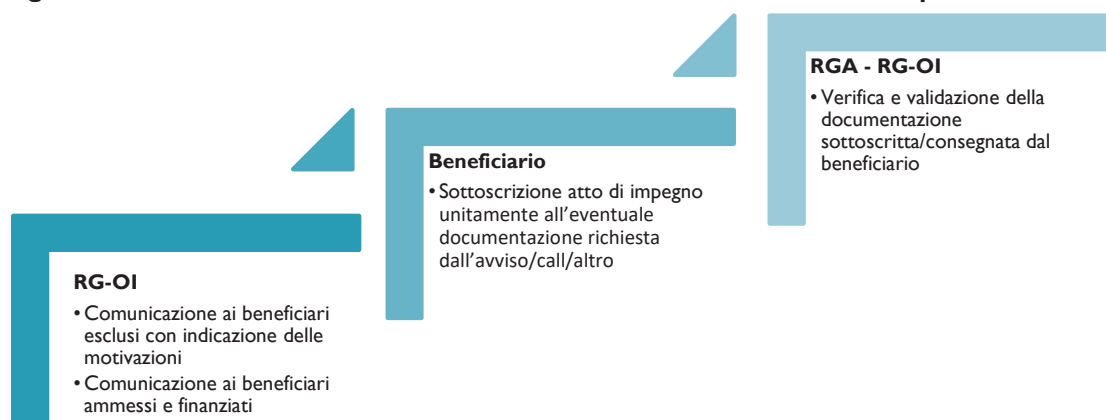 RG-OI
• Comunicazione ai beneficiari
esclusi con indicazione delle
motivazioni
• Comunicazione ai beneficiari
ammessi e finanziati
Beneficiario
• Sottoscrizione atto di impegno
unitamente all'eventuale
documentazione richiesta
dall'avviso/call/altro
RGA - RG-OI
• Verifica e validazione della
documentazione
sottoscritta/consegnata dal
beneficiario